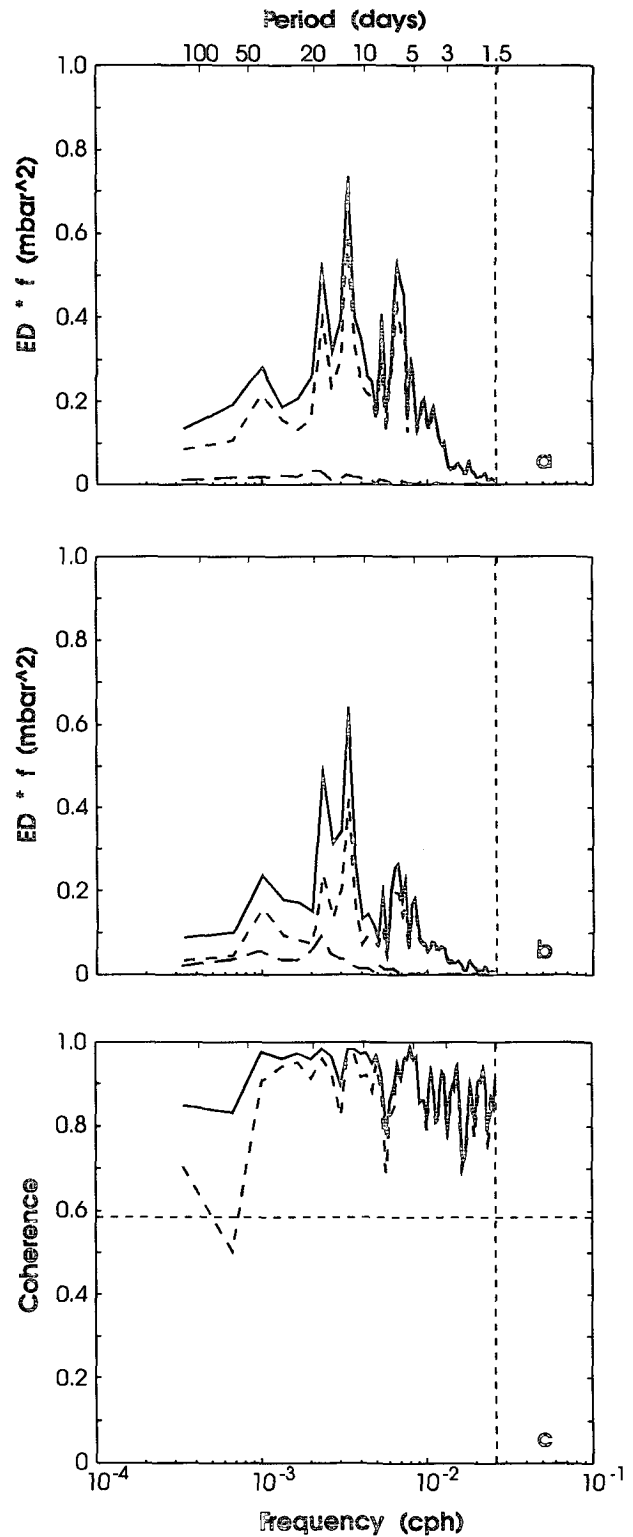 Period (days)
100 50 20 10 5 3 1.5
1.0
0.8
0.6
0.4
0.2
0
ED * f (mbar^2)
a
1.0
0.8
0.6
0.4
0.2
0
ED * f (mbar^2)
b
1.0
0.8
0.6
0.4
0.2
0
Coherence
c
10^-4 10^-3 10^-2 10^-1
Frequency (cph)